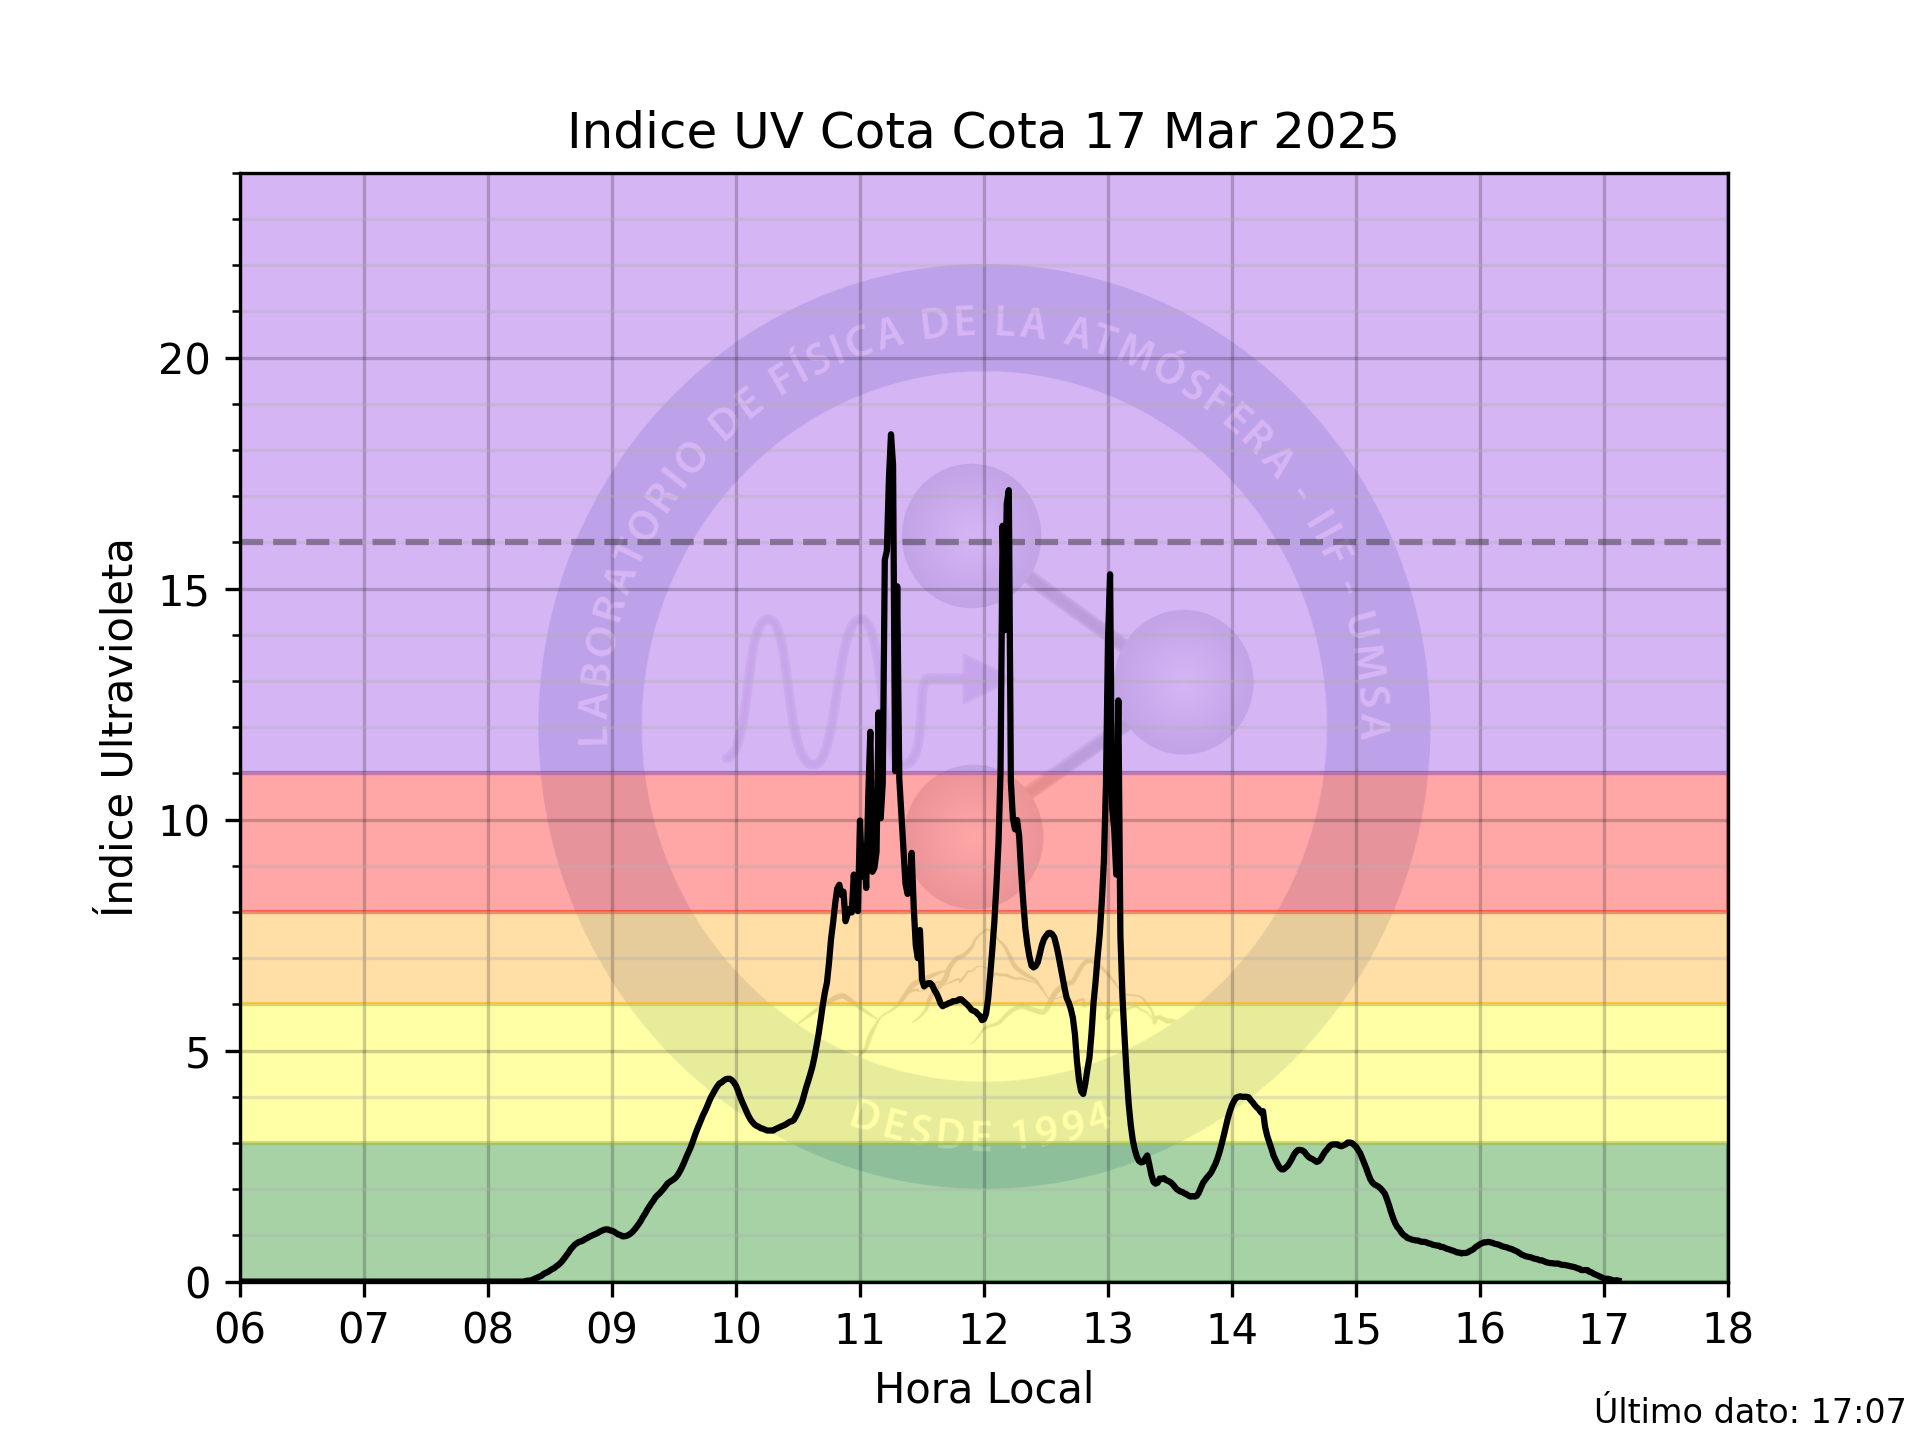 Indice UV Cota Cota 17 Mar 2025
LABORATORIO DE FÍSICA DE LA ATMÓSFERA - IIF - UMSA
DESDE 1994
Índice Ultravioleta
20
15
10
5
0
06 07 08 09 10 11 12 13 14 15 16 17 18
Hora Local
Último dato: 17:07